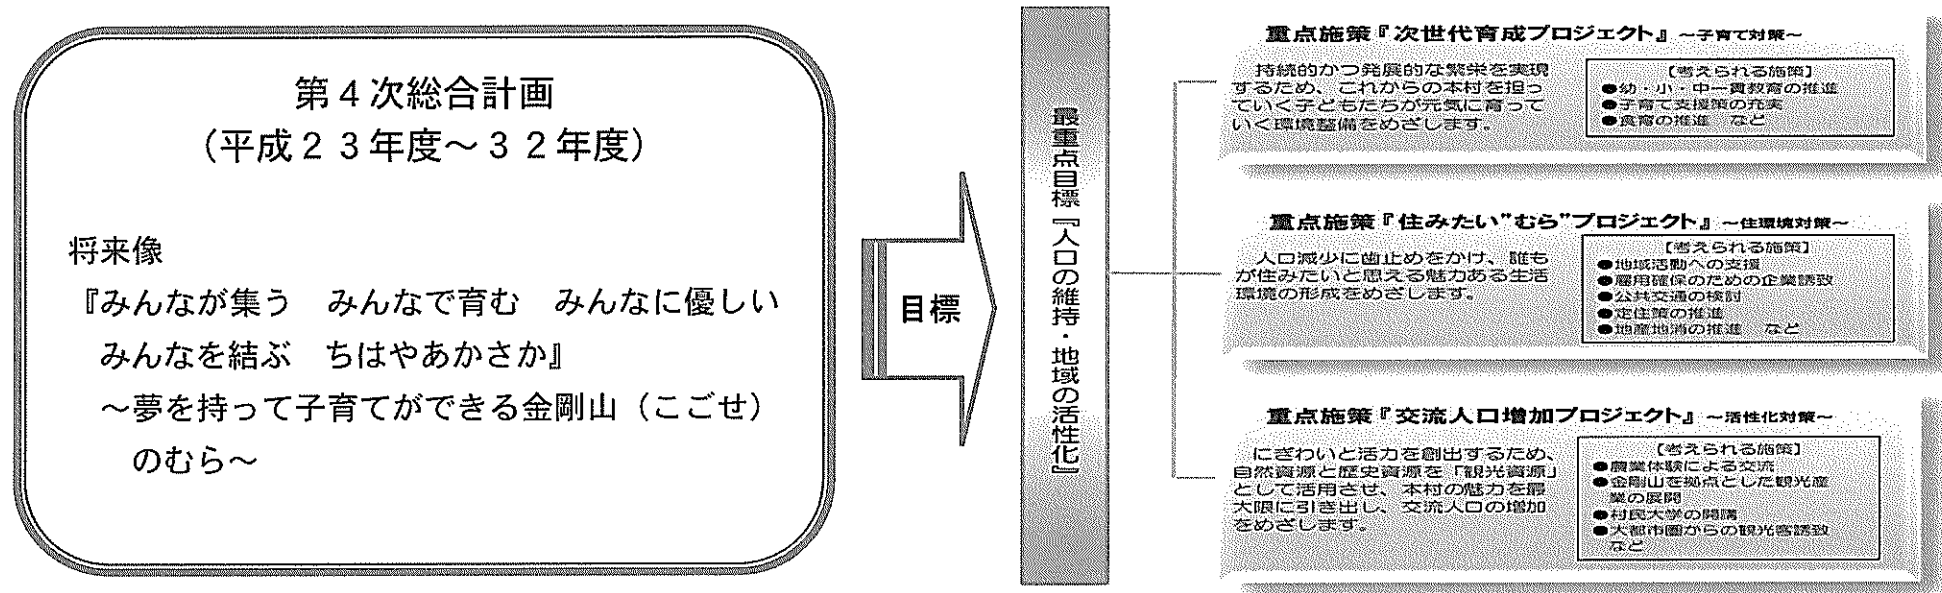 第４次総合計画
（平成２３年度～３２年度）
将来像
『みんなが集う　みんなで育む　みんなに優しい
みんなを結ぶ　ちはやあかさか』
～夢を持って子育てができる金剛山（こごせ）
のむら～
目標
最重点目標『人口の維持・地域の活性化』
重点施策『次世代育成プロジェクト』～子育て対策～
持続的かつ発展的な繁栄を実現
するため、これからの本村を担っ
ていく子どもたちが元気に育って
いく環境整備をめざします。
【考えられる施策】
●幼・小・中一貫教育の推進
●子育て支援策の充実
●食育の推進　など
重点施策『住みたい”むら”プロジェクト』～住環境対策～
人口減少に歯止めをかけ、誰も
が住みたいと思える魅力ある生活
環境の形成をめざします。
【考えられる施策】
●地域活動への支援
●雇用確保のための企業誘致
●公共交通の検討
●定住策の推進
●地産地消の推進　など
重点施策『交流人口増加プロジェクト』～活性化対策～
にぎわいと活力を創出するため、
自然資源と歴史資源を「観光資源」
として活用させ、本村の魅力を最
大限に引き出し、交流人口の増加
をめざします。
【考えられる施策】
●農業体験による交流
●金剛山を拠点とした観光産
業の展開
●村民大学の開講
●大都市圏からの観光客誘致
など